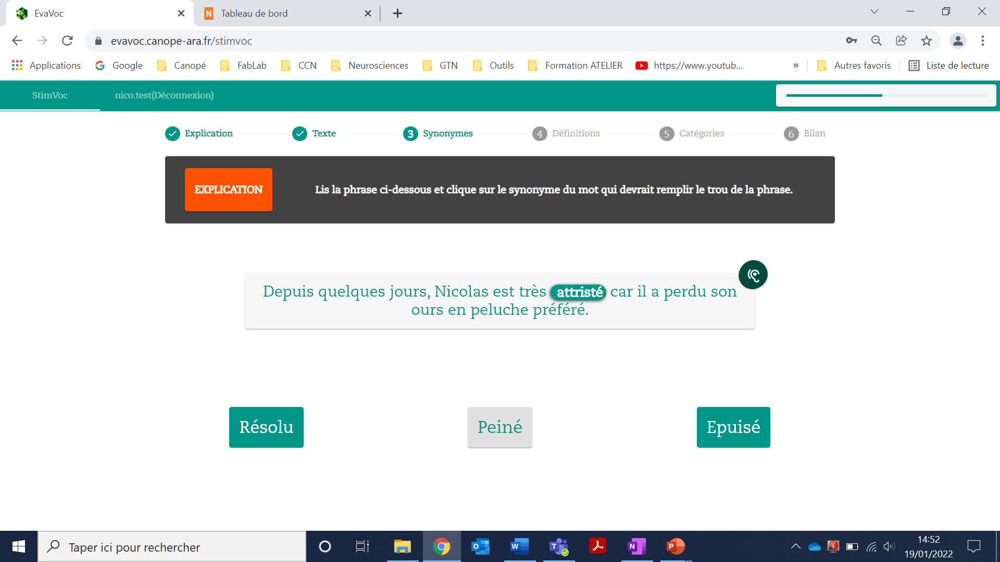 EvaVoc
Tableau de bord
evavoc.canope-ara.fr/stimvoc
Applications
Google
Canopé
FabLab
CCN
Neurosciences
GTN
Outils
Formation ATELIER
https://www.youtub...
»
Autres favoris
Liste de lecture
StimVoc
nico.test(Déconnexion)
Explication
Texte
3 Synonymes
4 Définitions
5 Catégories
6 Bilan
EXPLICATION
Lis la phrase ci-dessous et clique sur le synonyme du mot qui devrait remplir le trou de la phrase.
Depuis quelques jours, Nicolas est très attristé car il a perdu son
ours en peluche préféré.
Résolu
Peiné
Epuisé
Taper ici pour rechercher
14:52
19/01/2022